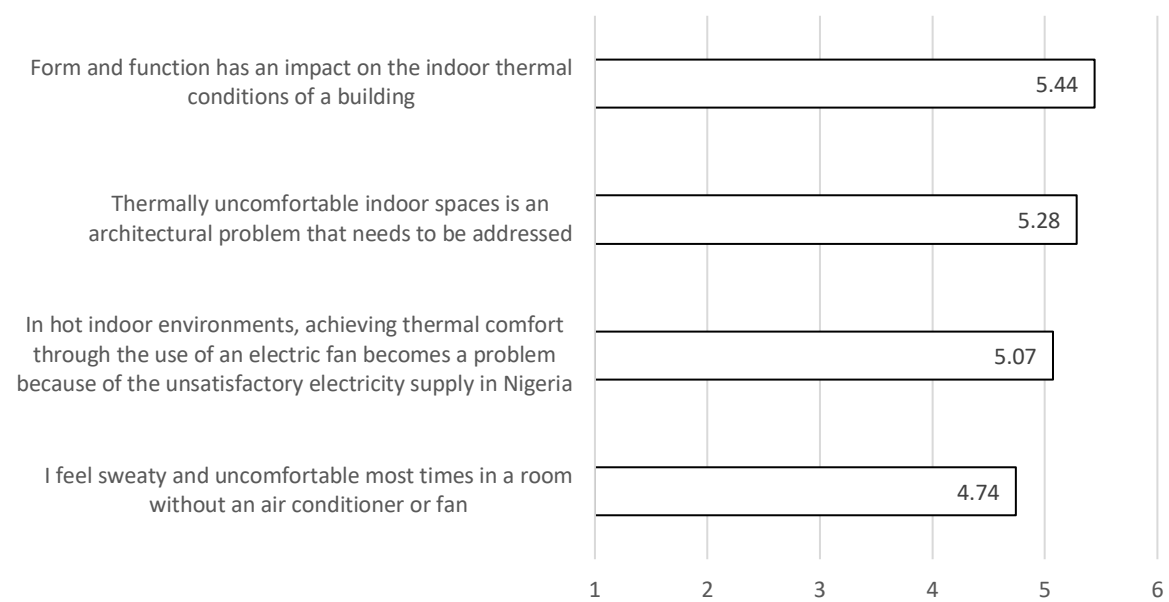 Form and function has an impact on the indoor thermal
conditions of a building
5.44
Thermally uncomfortable indoor spaces is an
architectural problem that needs to be addressed
5.28
In hot indoor environments, achieving thermal comfort
through the use of an electric fan becomes a problem
because of the unsatisfactory electricity supply in Nigeria
5.07
I feel sweaty and uncomfortable most times in a room
without an air conditioner or fan
4.74
1 2 3 4 5 6